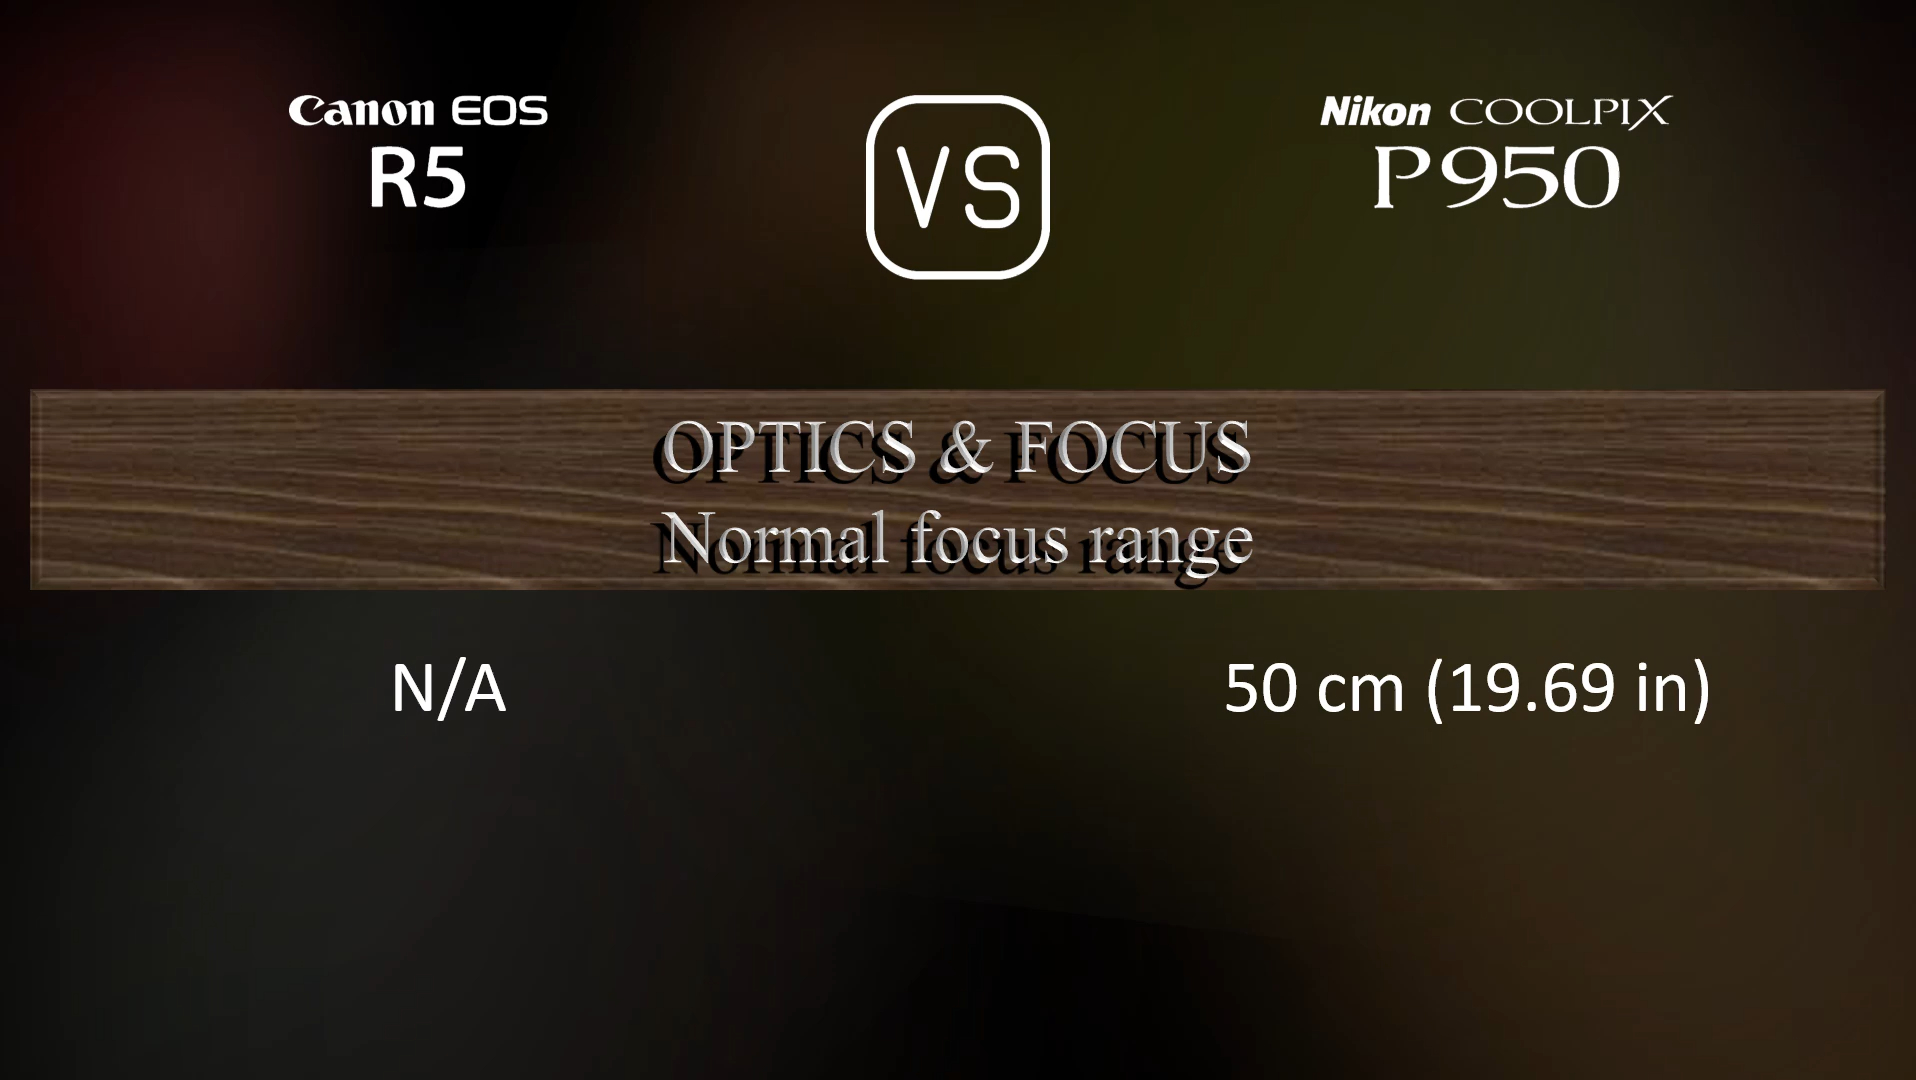 Canon EOS
R5
VS
Nikon COOLPIX
P950
OPTICS & FOCUS
Normal focus range
N/A
50 cm (19.69 in)